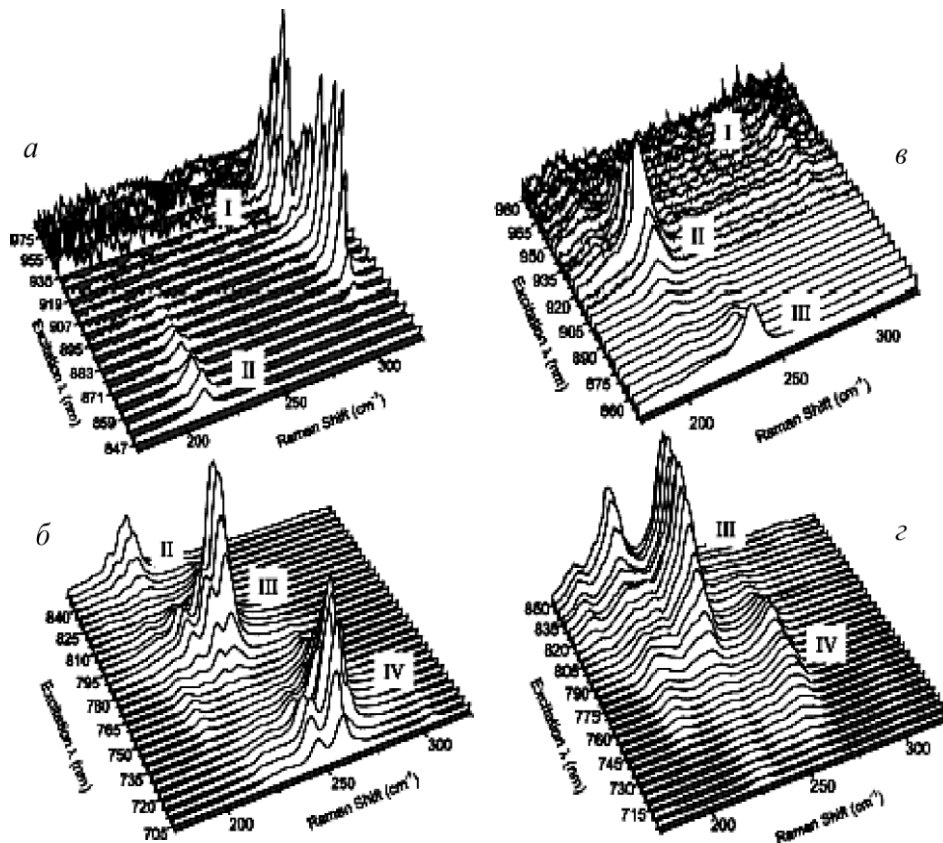 а
I
II
975
955
935
919
907
895
883
871
859
847
Excitation λ (nm)
200
250
300
Raman Shift (cm⁻¹)
в
I
II
III
980
965
950
935
920
905
890
875
860
Excitation λ (nm)
200
250
300
Raman Shift (cm⁻¹)
б
II
III
IV
840
825
810
795
780
765
750
735
720
705
Excitation λ (nm)
200
250
300
Raman Shift (cm⁻¹)
г
III
IV
850
835
820
805
790
775
760
745
730
715
Excitation λ (nm)
200
250
300
Raman Shift (cm⁻¹)